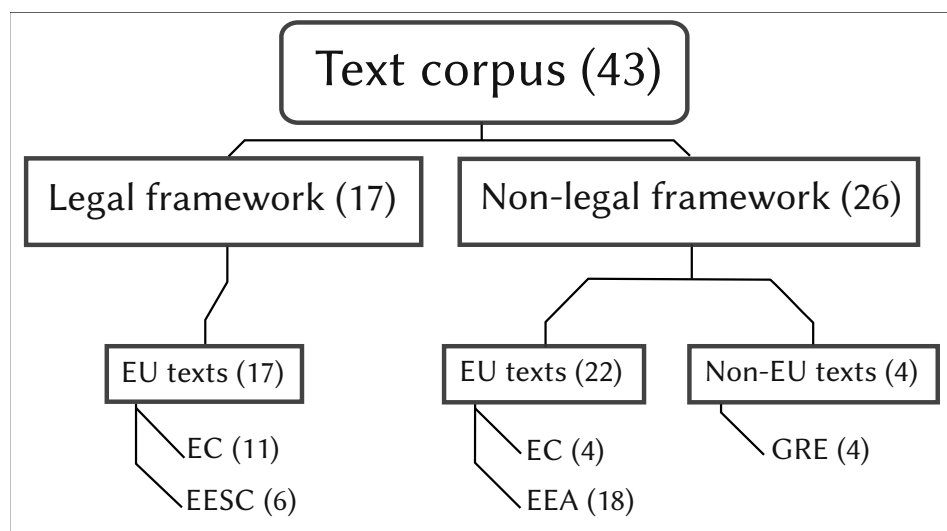 Text corpus (43)
Legal framework (17)
Non-legal framework (26)
EU texts (17)
EU texts (22)
Non-EU texts (4)
EC (11)
EC (4)
GRE (4)
EESC (6)
EEA (18)